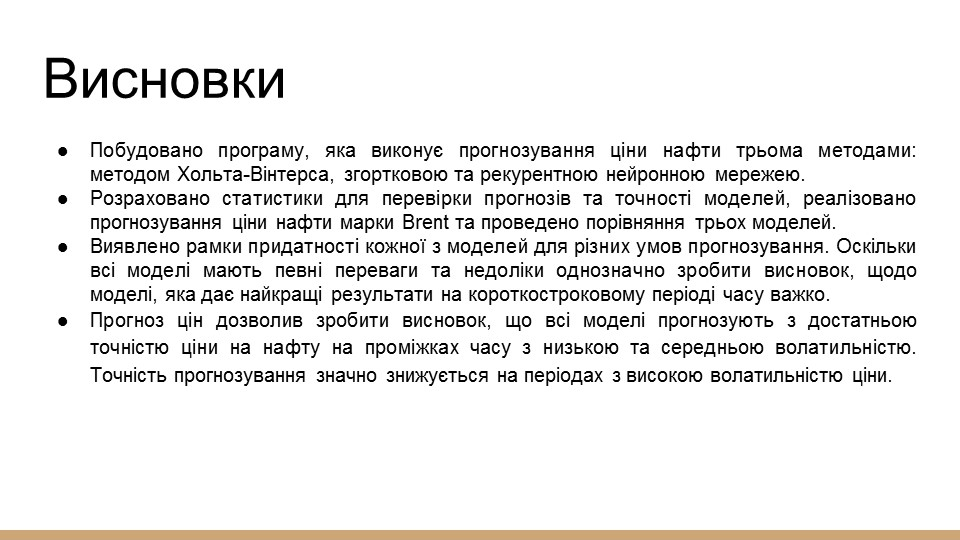 Висновки
● Побудовано програму, яка виконує прогнозування ціни нафти трьома методами:
методом Хольта-Вінтерса, згортковою та рекурентною нейронною мережею.
● Розраховано статистики для перевірки прогнозів та точності моделей, реалізовано
прогнозування ціни нафти марки Brent та проведено порівняння трьох моделей.
● Виявлено рамки придатності кожної з моделей для різних умов прогнозування. Оскільки
всі моделі мають певні переваги та недоліки однозначно зробити висновок, щодо
моделі, яка дає найкращі результати на короткостроковому періоді часу важко.
● Прогноз цін дозволив зробити висновок, що всі моделі прогнозують з достатньою
точністю ціни на нафту на проміжках часу з низькою та середньою волатильністю.
Точність прогнозування значно знижується на періодах з високою волатильністю ціни.